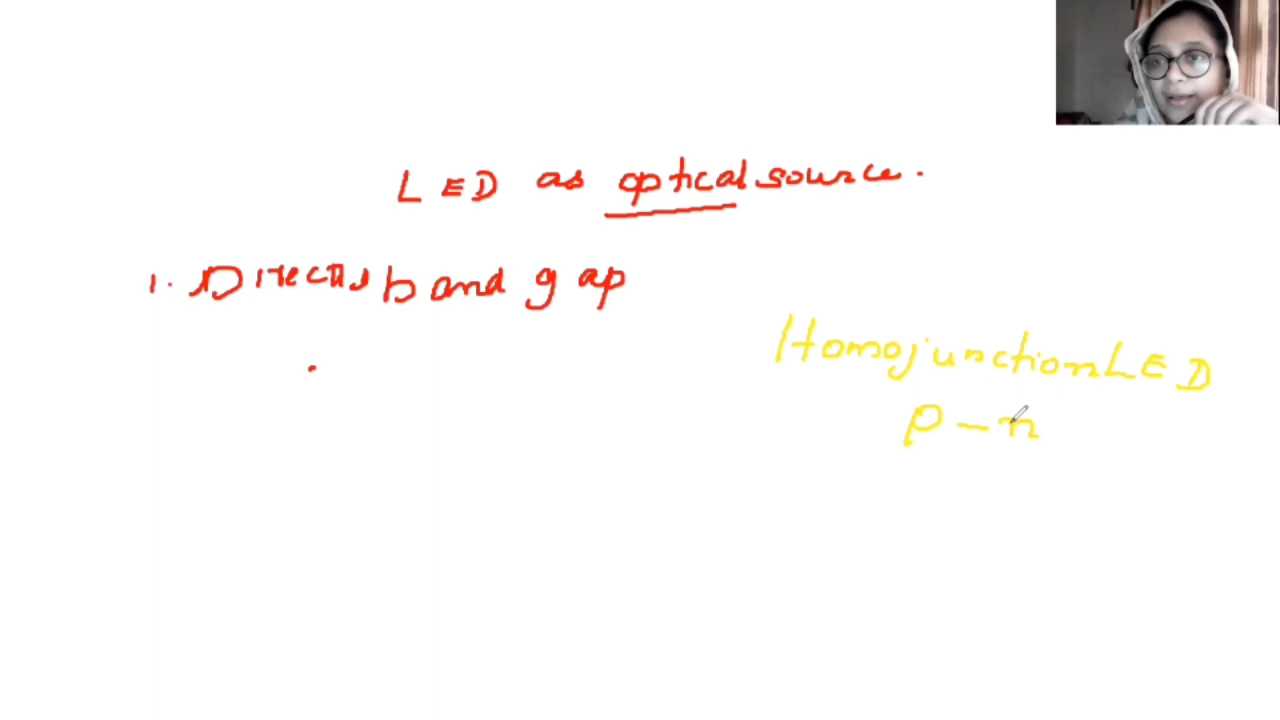 LED as optical source.
1. Direct band gap
Homojunction LED
p - n